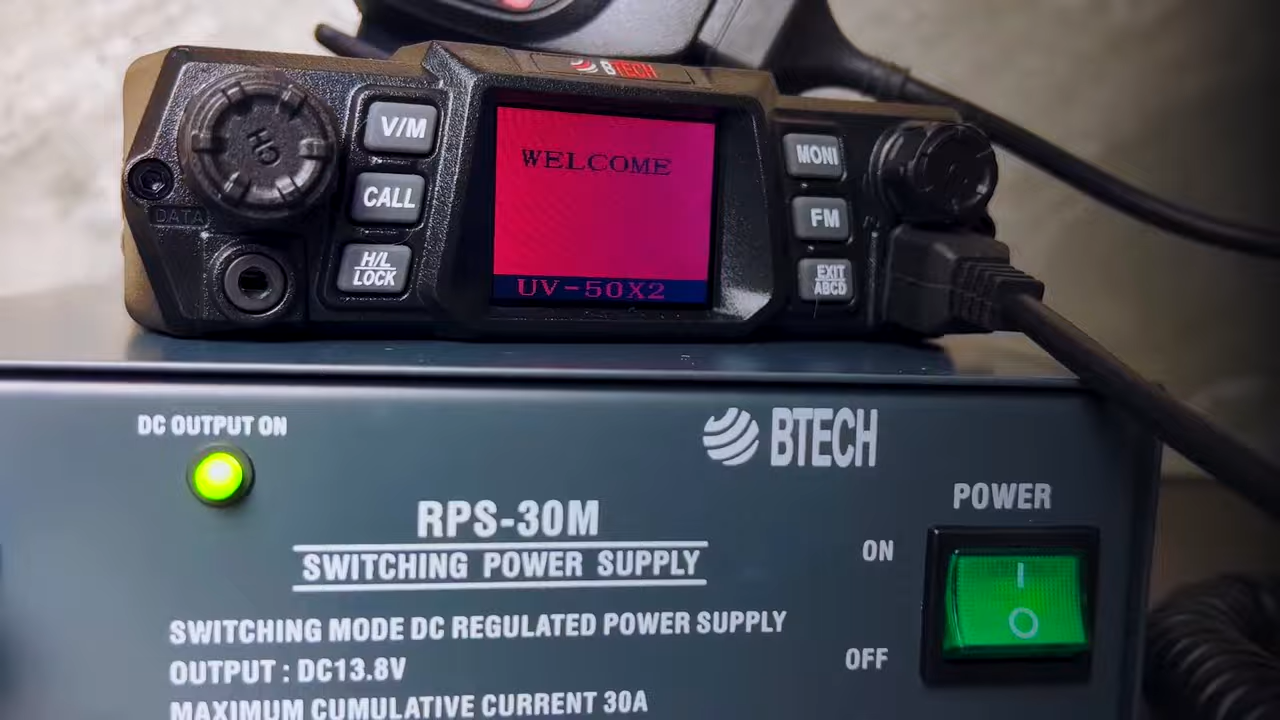 BTECH
CH
V/M
CALL
H/L
LOCK
DATA
WELCOME
UV-50X2
MONI
FM
EXIT
ABCD
DC OUTPUT ON
BTECH
RPS-30M
SWITCHING POWER SUPPLY
POWER
ON
I
O
OFF
SWITCHING MODE DC REGULATED POWER SUPPLY
OUTPUT : DC13.8V
MAXIMUM CUMULATIVE CURRENT 30A